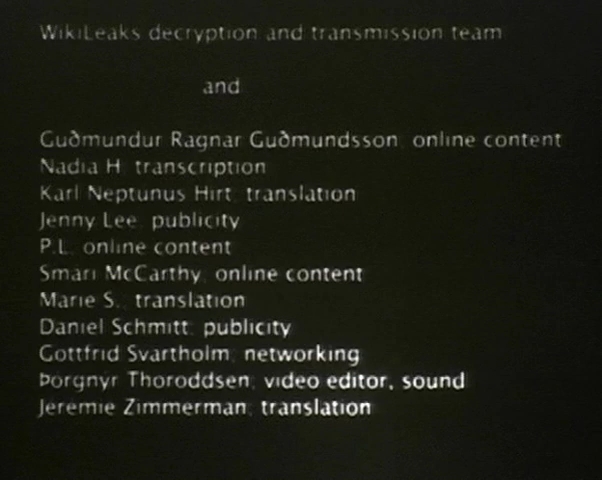 WikiLeaks decryption and transmission team
and
Guðmundur Ragnar Guðmundsson, online content
Nadia H, transcription
Karl Neptunus Hirt, translation
Jenny Lee, publicity
P.L. online content
Smari McCarthy, online content
Marie S., translation
Daniel Schmitt, publicity
Gottfrid Svartholm, networking
Þorgnyr Thoroddsen, video editor, sound
Jeremie Zimmerman, translation